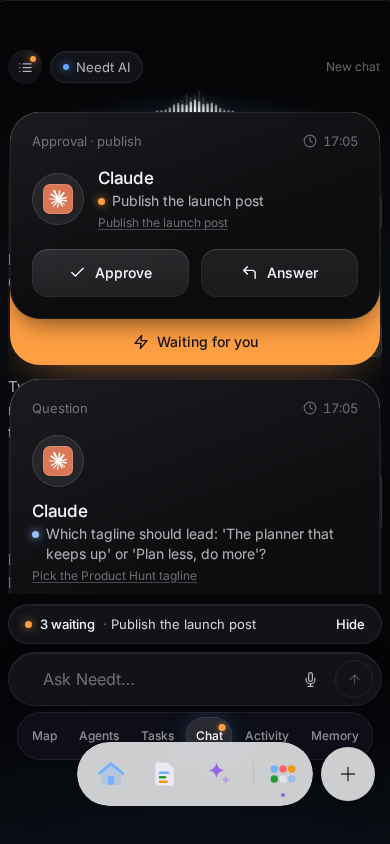 Needt AI
New chat
Approval · publish
17:05
Claude
Publish the launch post
Publish the launch post
Approve
Answer
Waiting for you
Question
17:05
Claude
Which tagline should lead: 'The planner that
keeps up' or 'Plan less, do more'?
Pick the Product Hunt tagline
3 waiting · Publish the launch post
Hide
Ask Needt...
Map
Agents
Tasks
Chat
Activity
Memory